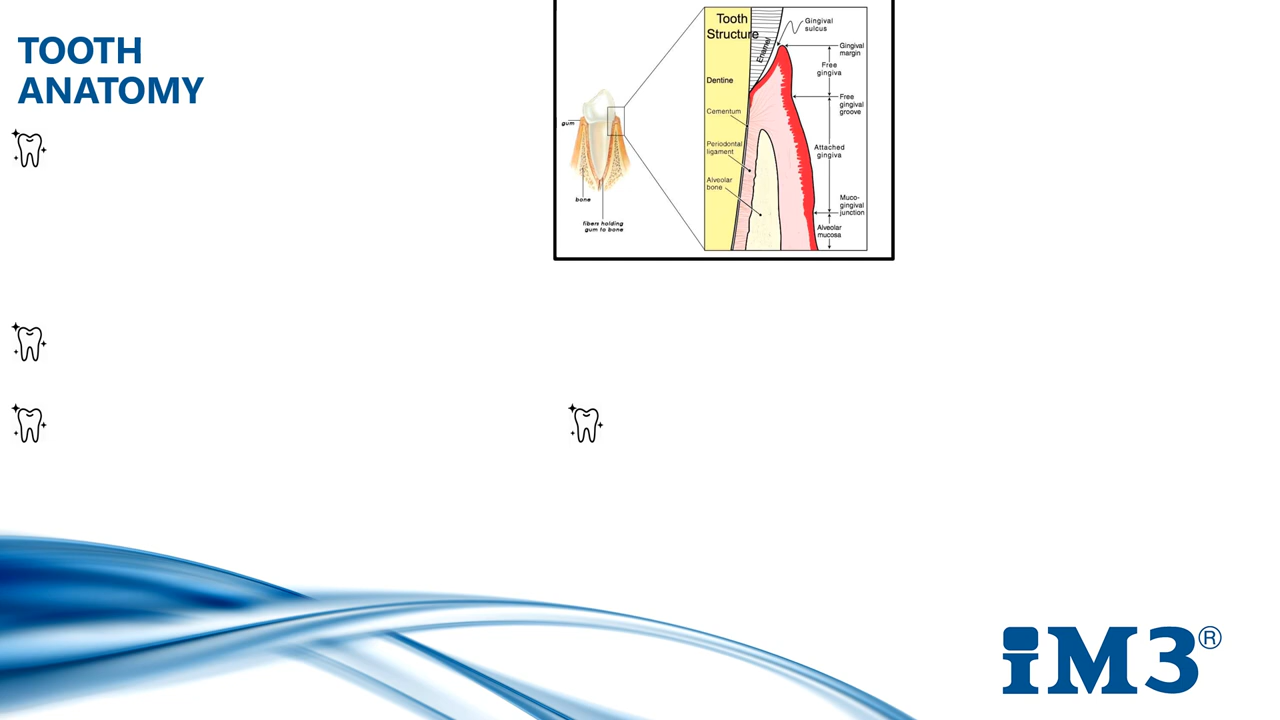 TOOTH
ANATOMY
gum
bone
fibers holding
gum to bone
Tooth
Structure
Enamel
Dentine
Cementum
Periodontal
ligament
Alveolar
bone
Gingival
sulcus
Gingival
margin
Free
gingiva
Free
gingival
groove
Attached
gingiva
Muco-
gingival
junction
Alveolar
mucosa
iM3®